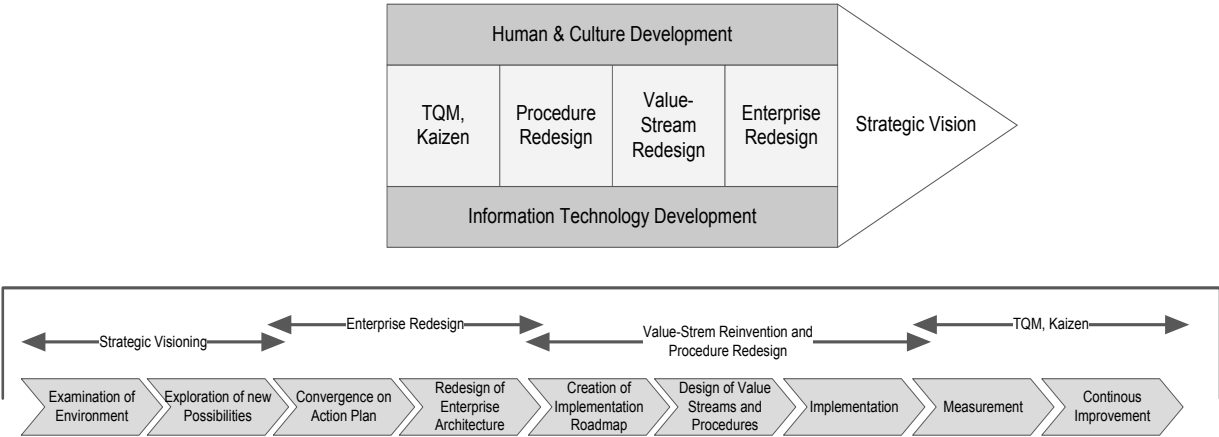 Human & Culture Development
TQM,
Kaizen
Procedure
Redesign
Value-
Stream
Redesign
Enterprise
Redesign
Strategic Vision
Information Technology Development
Strategic Visioning
Enterprise Redesign
Value-Strem Reinvention and
Procedure Redesign
TQM, Kaizen
Examination of
Environment
Exploration of new
Possibilities
Convergence on
Action Plan
Redesign of
Enterprise
Architecture
Creation of
Implementation
Roadmap
Design of Value
Streams and
Procedures
Implementation
Measurement
Continous
Improvement